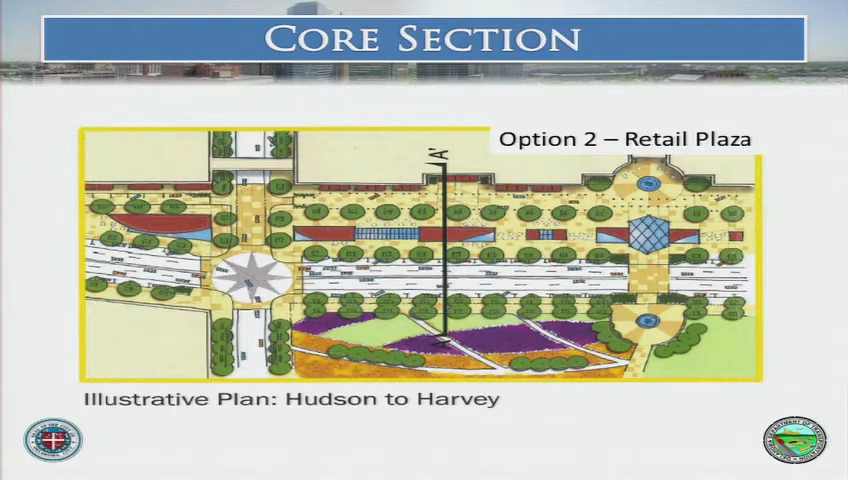 CORE SECTION
Option 2 – Retail Plaza
A'
Illustrative Plan: Hudson to Harvey